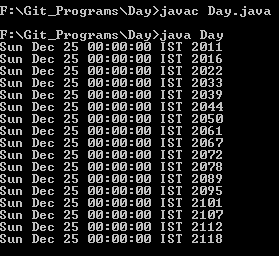 F:\Git_Programs\Day>javac Day.java
F:\Git_Programs\Day>java Day
Sun Dec 25 00:00:00 IST 2011
Sun Dec 25 00:00:00 IST 2016
Sun Dec 25 00:00:00 IST 2022
Sun Dec 25 00:00:00 IST 2033
Sun Dec 25 00:00:00 IST 2039
Sun Dec 25 00:00:00 IST 2044
Sun Dec 25 00:00:00 IST 2050
Sun Dec 25 00:00:00 IST 2061
Sun Dec 25 00:00:00 IST 2067
Sun Dec 25 00:00:00 IST 2072
Sun Dec 25 00:00:00 IST 2078
Sun Dec 25 00:00:00 IST 2089
Sun Dec 25 00:00:00 IST 2095
Sun Dec 25 00:00:00 IST 2101
Sun Dec 25 00:00:00 IST 2107
Sun Dec 25 00:00:00 IST 2112
Sun Dec 25 00:00:00 IST 2118